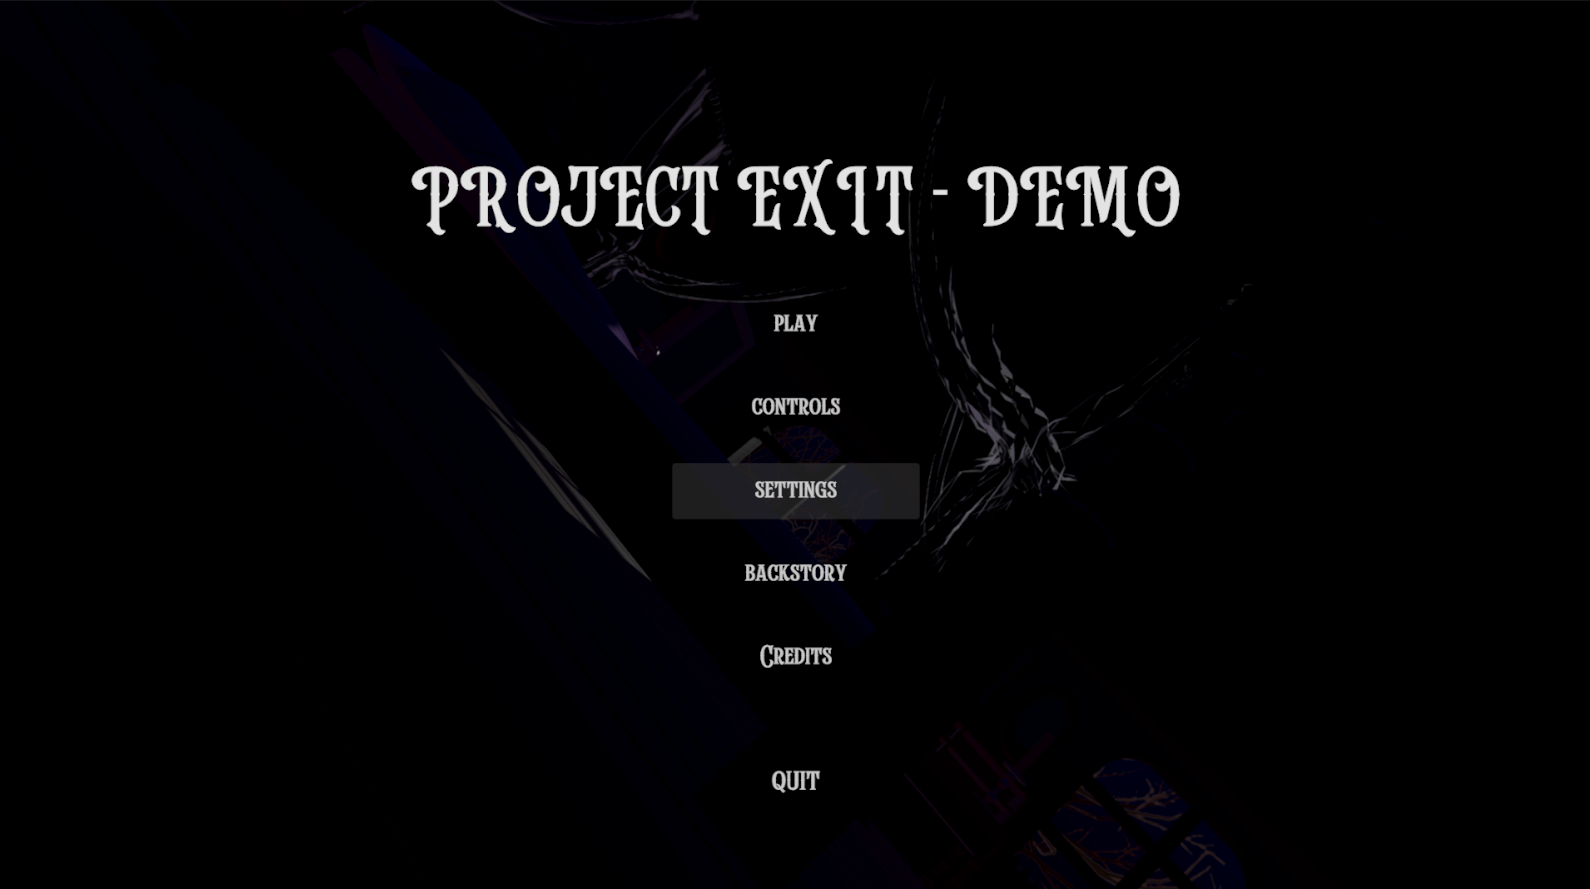 PROJECT EXIT - DEMO
PLAY
CONTROLS
SETTINGS
BACKSTORY
CREDITS
QUIT